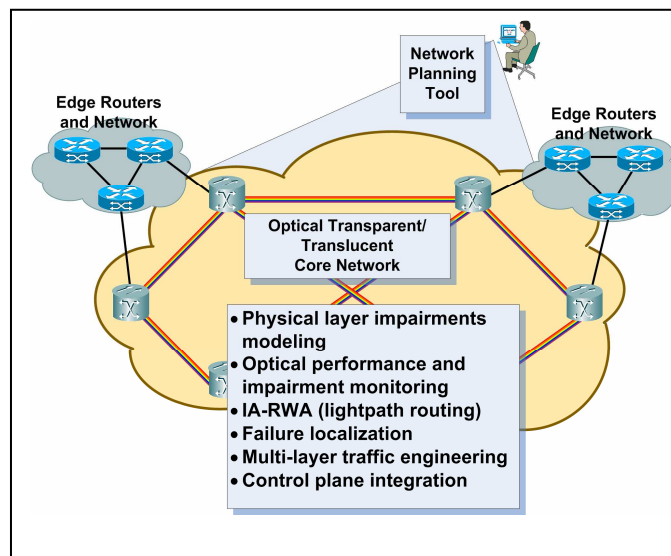 Network
Planning
Tool
Edge Routers
and Network
Edge Routers
and Network
Optical Transparent/
Translucent
Core Network
• Physical layer impairments
modeling
• Optical performance and
impairment monitoring
• IA-RWA (lightpath routing)
• Failure localization
• Multi-layer traffic engineering
• Control plane integration